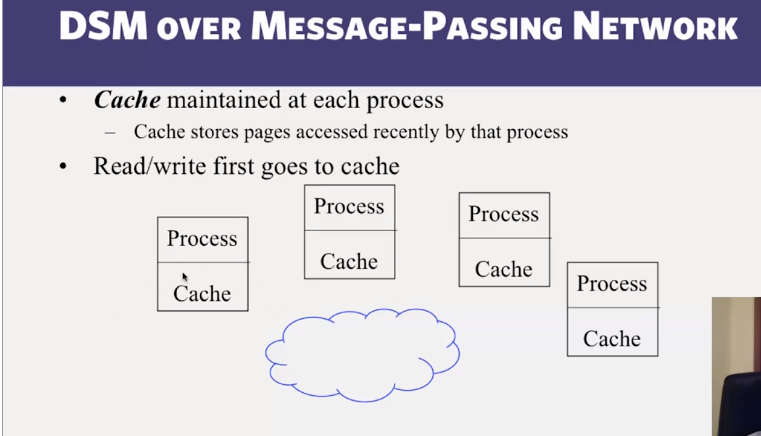 DSM OVER MESSAGE-PASSING NETWORK
• Cache maintained at each process
– Cache stores pages accessed recently by that process
• Read/write first goes to cache
Process
Cache
Process
Cache
Process
Cache
Process
Cache